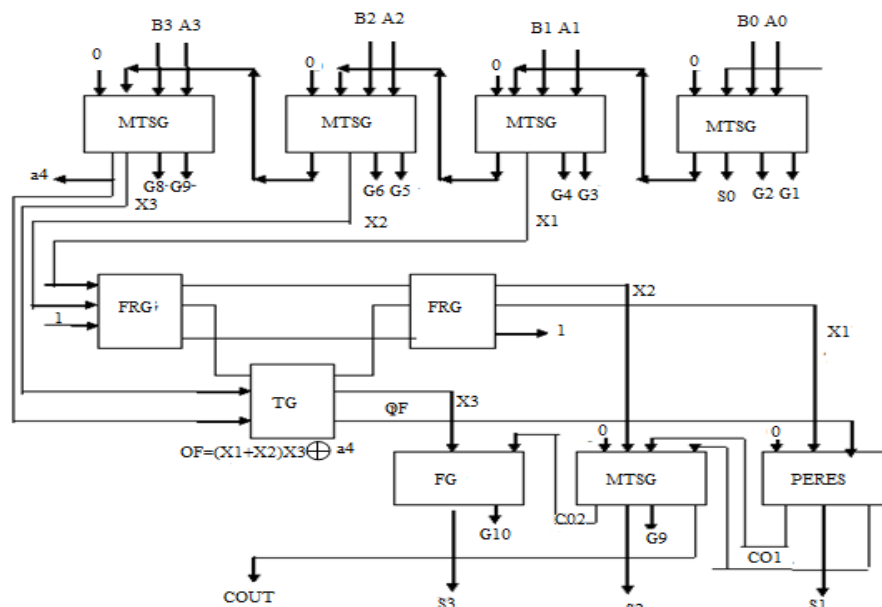 B3 A3
B2 A2
B1 A1
B0 A0
0
0
0
0
MTSG
MTSG
MTSG
MTSG
a4
G8
G9
G6
G5
G4
G3
S0
G2
G1
X3
X2
X1
FRG
FRG
X2
1
1
X1
TG
X3
OF
OF=(X1+X2)X3⊕ a4
0
0
FG
MTSG
PERES
G10
C02
G9
CO1
COUT
S3
S2
S1